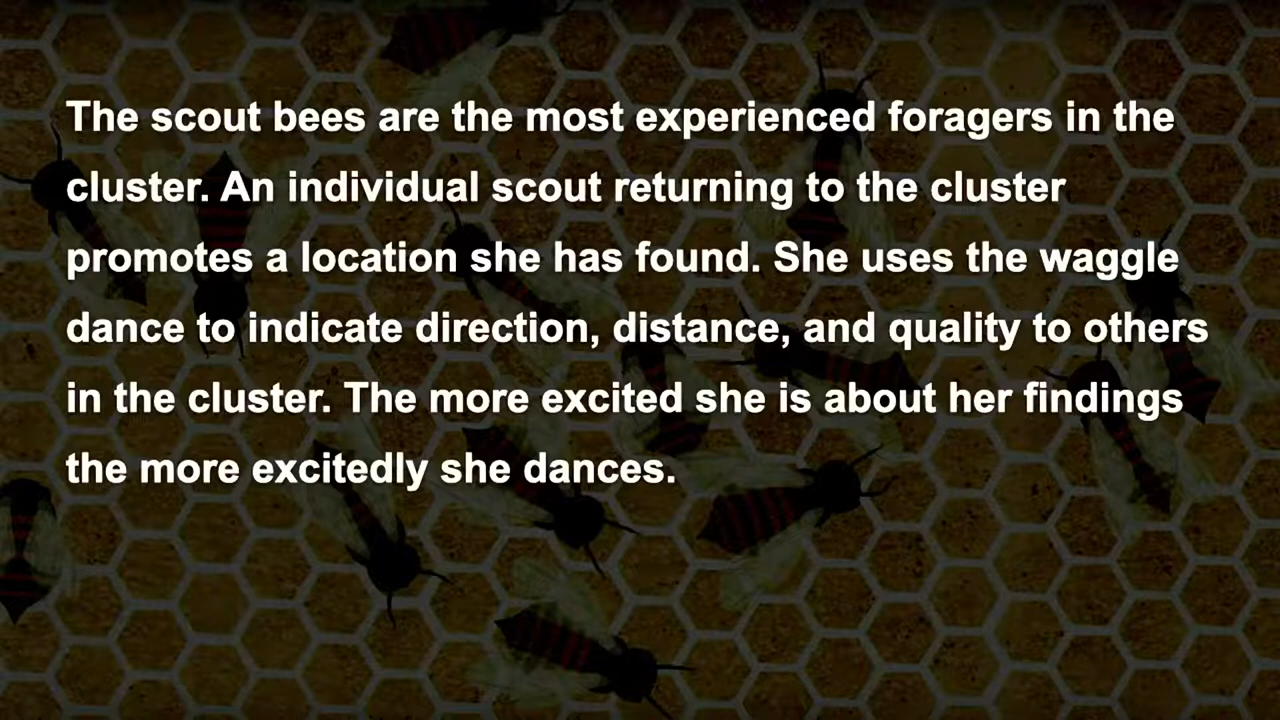 The scout bees are the most experienced foragers in the
cluster. An individual scout returning to the cluster
promotes a location she has found. She uses the waggle
dance to indicate direction, distance, and quality to others
in the cluster. The more excited she is about her findings
the more excitedly she dances.